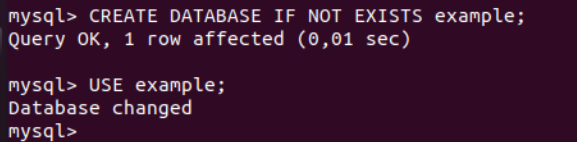 mysql> CREATE DATABASE IF NOT EXISTS example;
Query OK, 1 row affected (0,01 sec)
mysql> USE example;
Database changed
mysql>